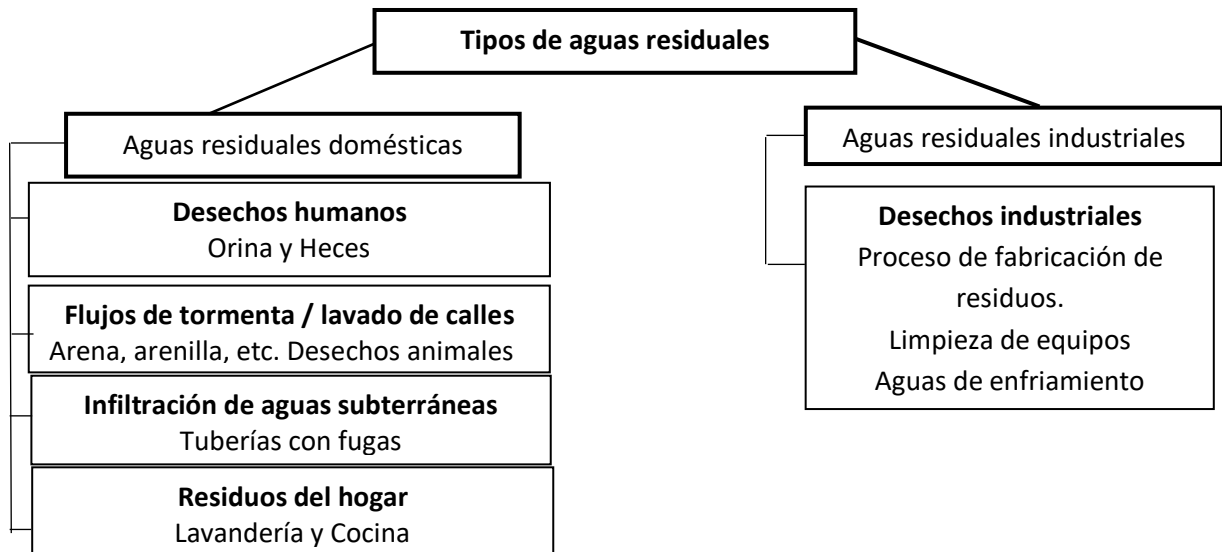 Tipos de aguas residuales
Aguas residuales domésticas
Desechos humanos
Orina y Heces
Flujos de tormenta / lavado de calles
Arena, arenilla, etc. Desechos animales
Infiltración de aguas subterráneas
Tuberías con fugas
Residuos del hogar
Lavandería y Cocina
Aguas residuales industriales
Desechos industriales
Proceso de fabricación de
residuos.
Limpieza de equipos
Aguas de enfriamiento